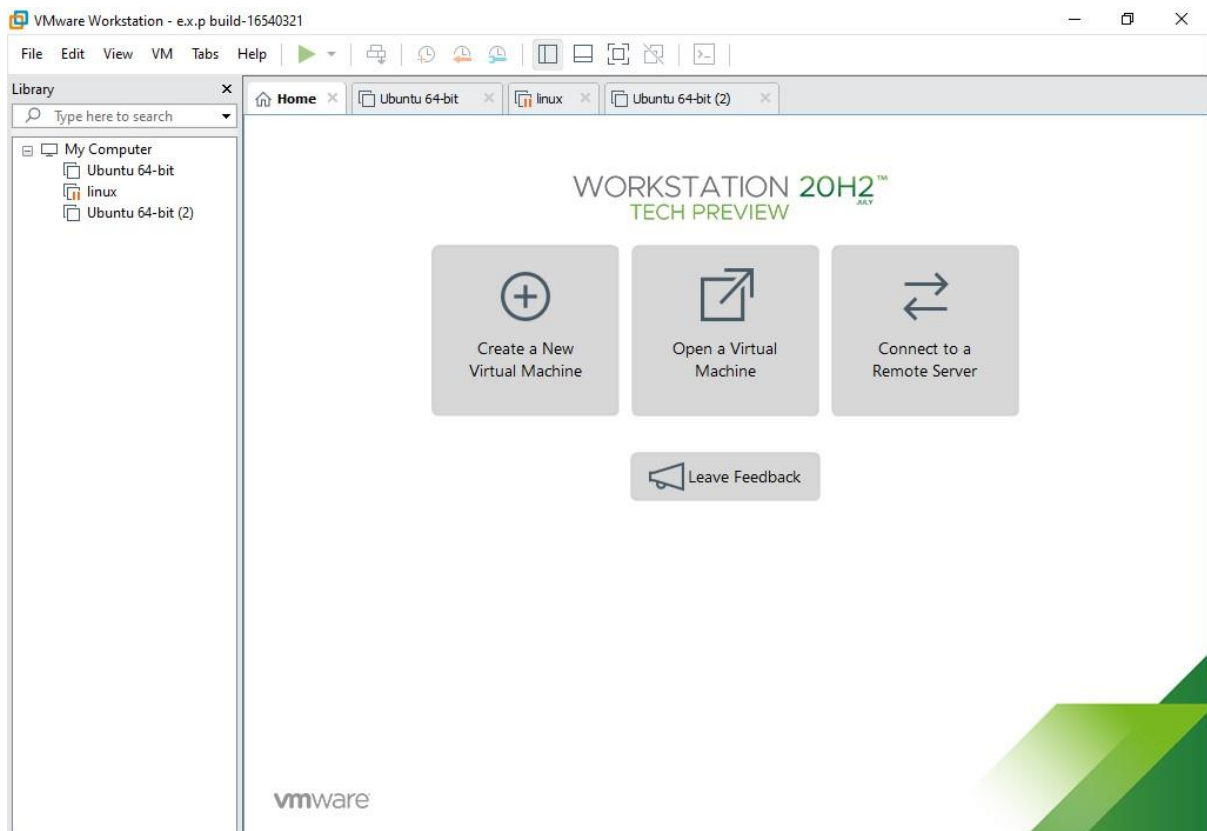 VMware Workstation - e.x.p build-16540321
File Edit View VM Tabs Help
Library
Type here to search
My Computer
Ubuntu 64-bit
linux
Ubuntu 64-bit (2)
Home
Ubuntu 64-bit
linux
Ubuntu 64-bit (2)
WORKSTATION 20H2™
JULY
TECH PREVIEW
Create a New
Virtual Machine
Open a Virtual
Machine
Connect to a
Remote Server
Leave Feedback
vmware